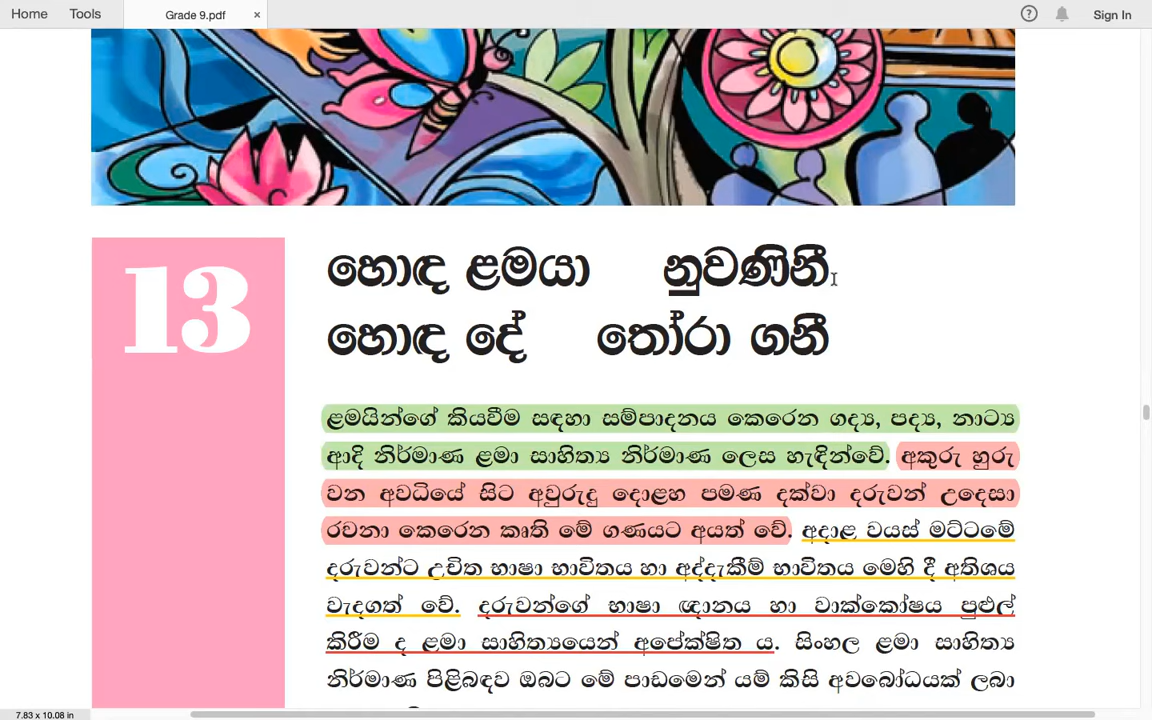 Home Tools Grade 9.pdf × Sign In
13
හොඳ ළමයා නුවණිනී
හොඳ දේ තෝරා ගනී
ළමයින්ගේ කියවීම සඳහා සම්පාදනය කෙරෙන ගද්‍ය, පද්‍ය, නාට්‍ය
ආදි නිර්මාණ ළමා සාහිත්‍ය නිර්මාණ ලෙස හැඳින්වේ. අකුරු හුරු
වන අවධියේ සිට අවුරුදු දොළහ පමණ දක්වා දරුවන් උදෙසා
රචනා කෙරෙන කෘති මේ ගණයට අයත් වේ. අදාළ වයස් මට්ටමේ
දරුවන්ට උචිත භාෂා භාවිතය හා අද්දැකීම් භාවිතය මෙහි දී අතිශය
වැදගත් වේ. දරුවන්ගේ භාෂා ඥානය හා වාක්කෝෂය පුළුල්
කිරීම ද ළමා සාහිත්‍යයෙන් අපේක්ෂිත ය. සිංහල ළමා සාහිත්‍ය
නිර්මාණ පිළිබඳව ඔබට මේ පාඩමෙන් යම් කිසි අවබෝධයක් ලබා
7.83 x 10.08 in